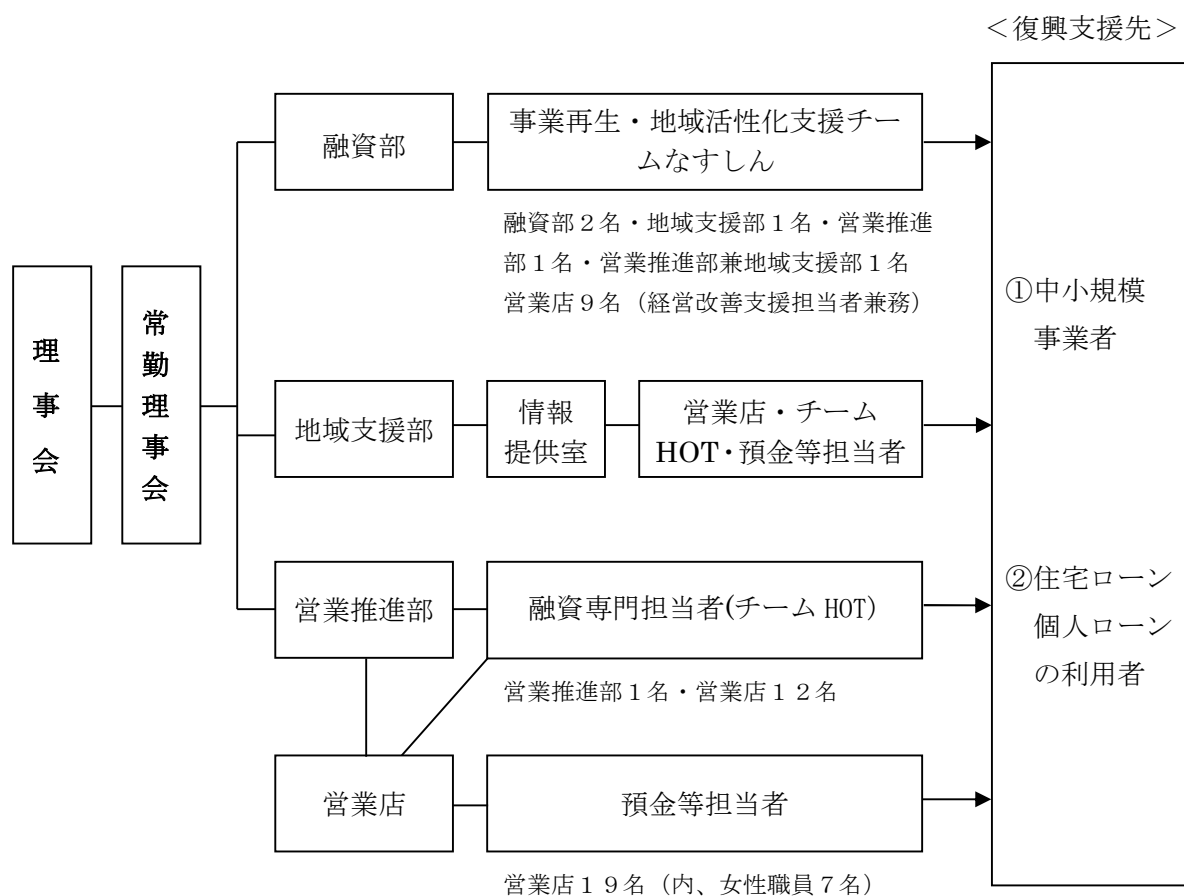 ＜復興支援先＞
理事会
常勤理事会
融資部
事業再生・地域活性化支援チー
ムなすしん
融資部２名・地域支援部１名・営業推進
部１名・営業推進部兼地域支援部１名
営業店９名（経営改善支援担当者兼務）
地域支援部
情報
提供室
営業店・チーム
HOT・預金等担当者
営業推進部
融資専門担当者(チーム HOT)
営業推進部１名・営業店１２名
営業店
預金等担当者
営業店１９名（内、女性職員７名）
①中小規模
事業者
②住宅ローン
個人ローン
の利用者